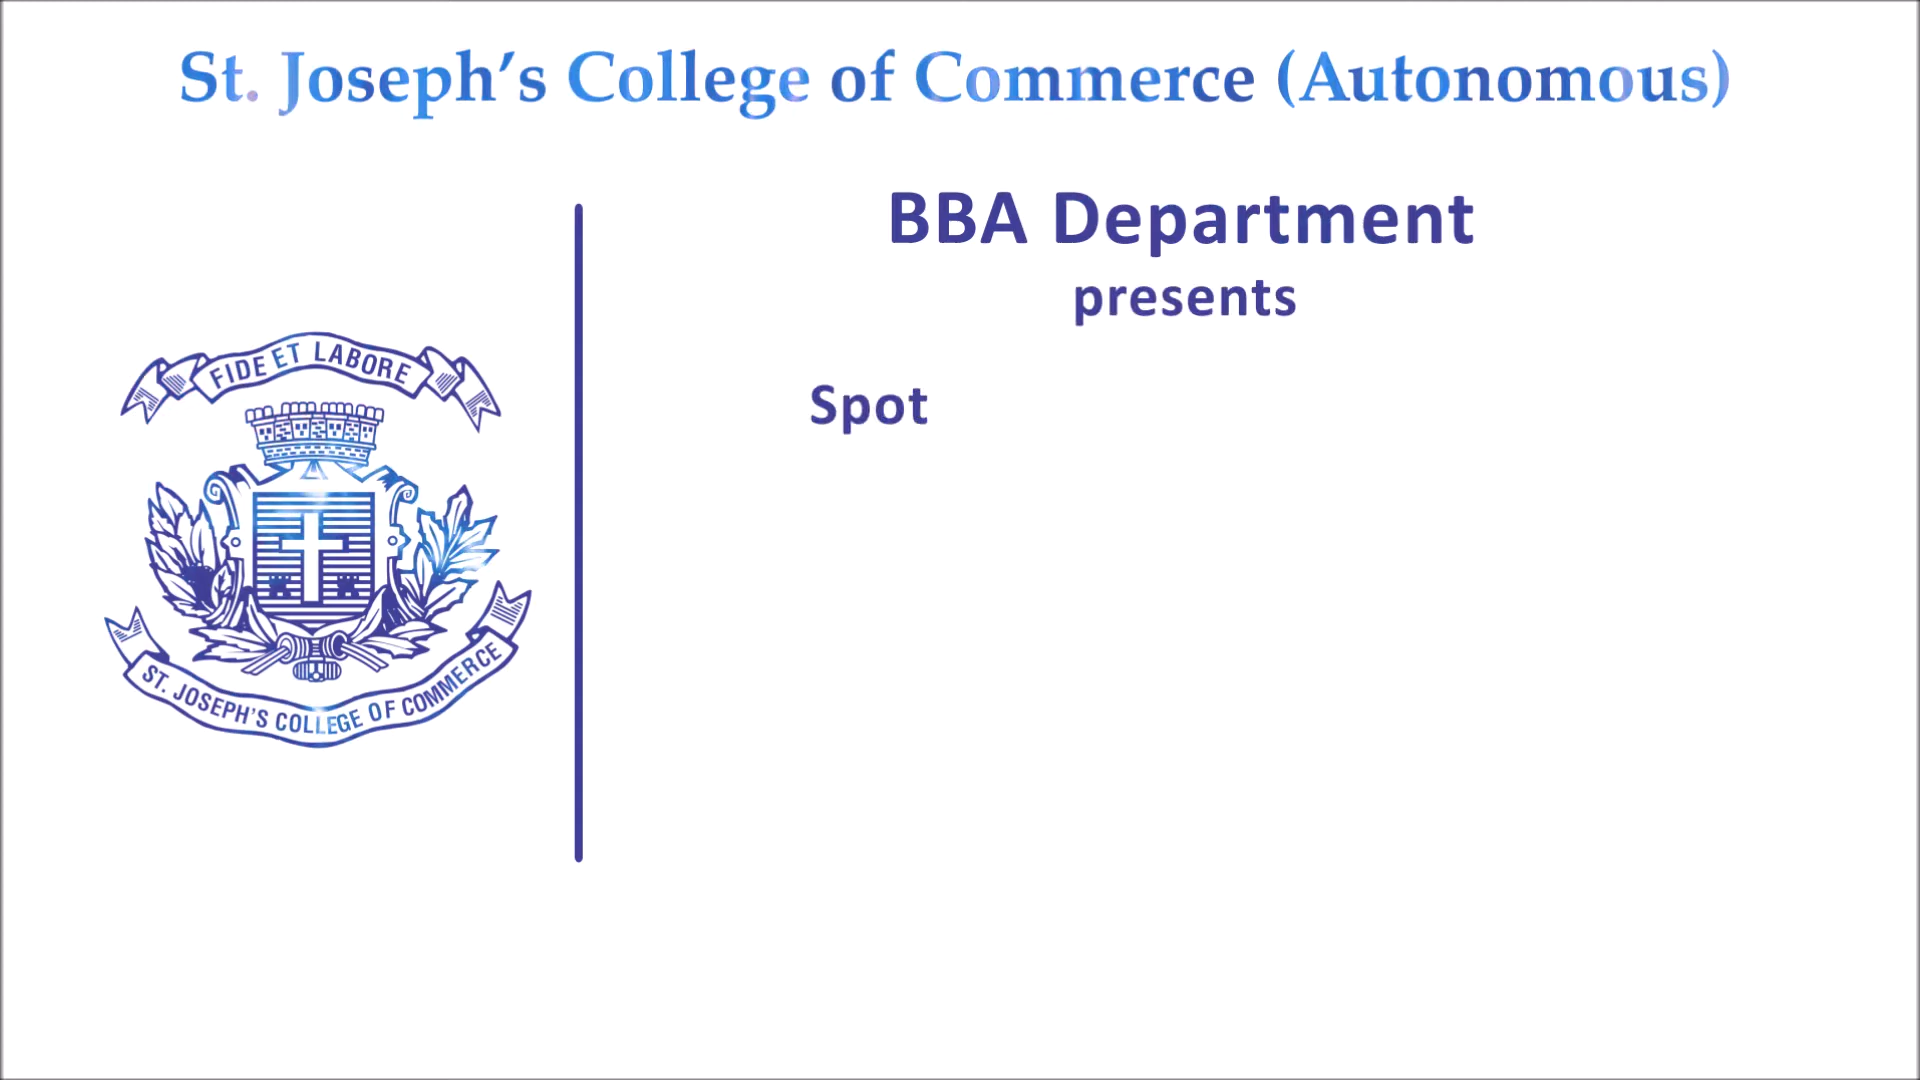 St. Joseph’s College of Commerce (Autonomous)
BBA Department
presents
Spot
FIDE ET LABORE
ST. JOSEPH'S COLLEGE OF COMMERCE